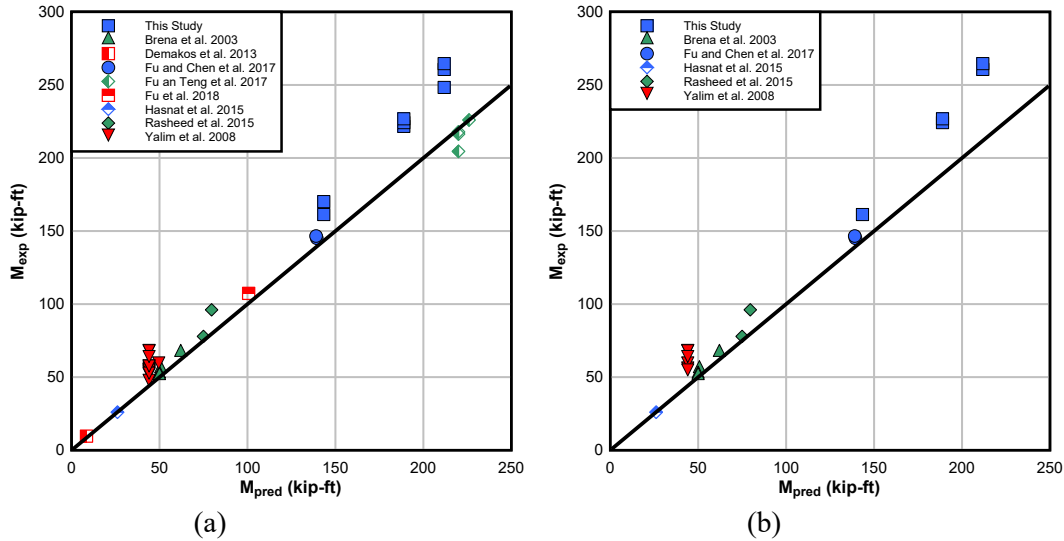 This Study
Brena et al. 2003
Demakos et al. 2013
Fu and Chen et al. 2017
Fu an Teng et al. 2017
Fu et al. 2018
Hasnat et al. 2015
Rasheed et al. 2015
Yalim et al. 2008
300
250
200
150
100
50
0
M_exp (kip-ft)
0 50 100 150 200 250
M_pred (kip-ft)
(a)
This Study
Brena et al. 2003
Fu and Chen et al. 2017
Hasnat et al. 2015
Rasheed et al. 2015
Yalim et al. 2008
300
250
200
150
100
50
0
M_exp (kip-ft)
0 50 100 150 200 250
M_pred (kip-ft)
(b)